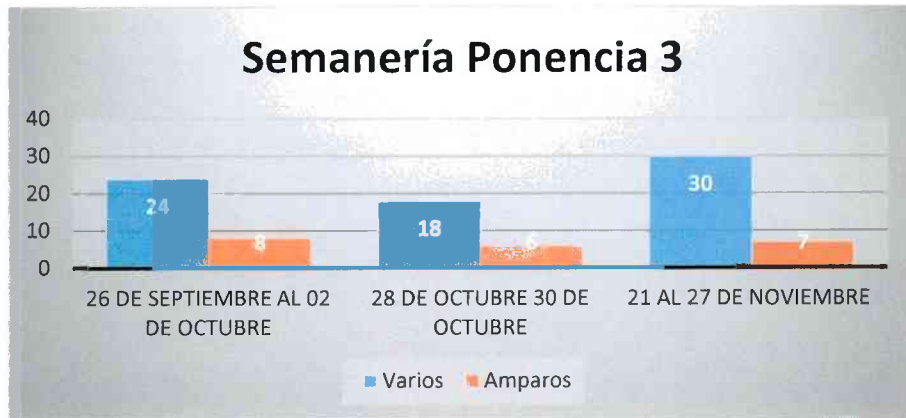 Semanería Ponencia 3
40
30
20
10
0
24
8
18
6
30
7
26 DE SEPTIEMBRE AL 02
DE OCTUBRE
28 DE OCTUBRE 30 DE
OCTUBRE
21 AL 27 DE NOVIEMBRE
Varios
Amparos